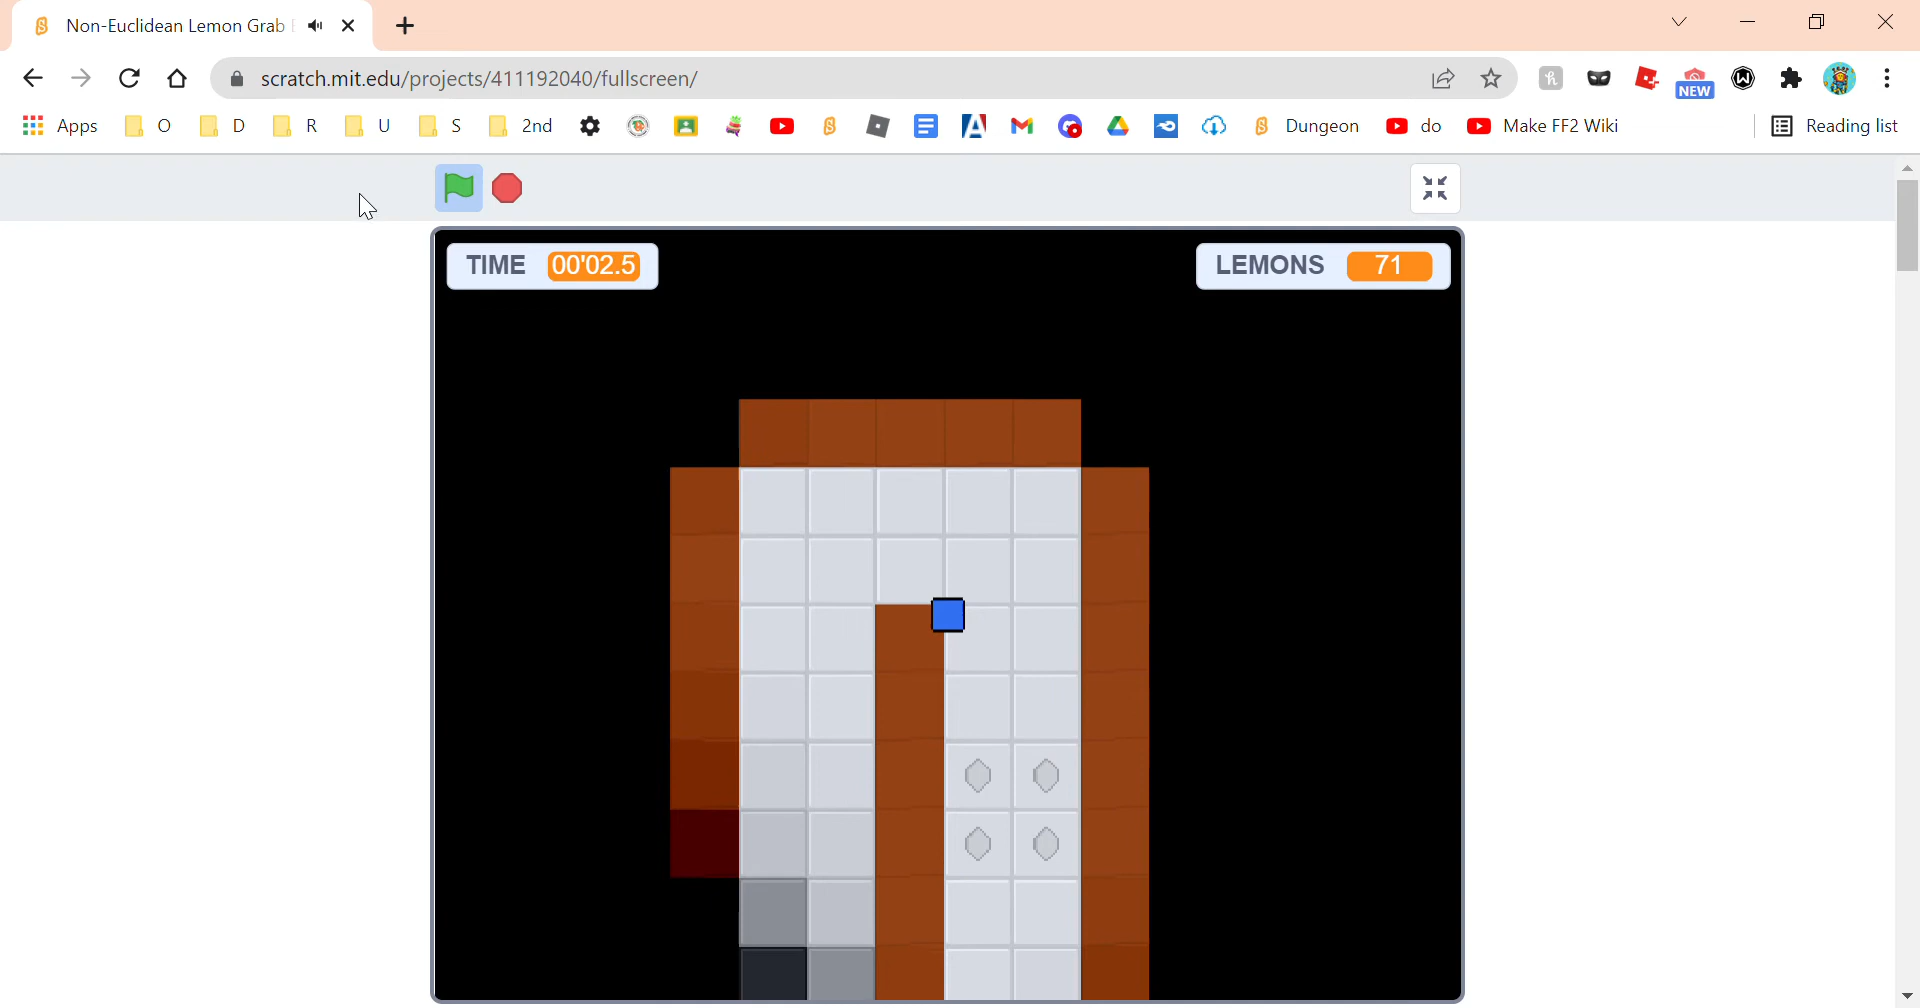 Non-Euclidean Lemon Grab
scratch.mit.edu/projects/411192040/fullscreen/
NEW
Apps O D R U S 2nd Dungeon do Make FF2 Wiki Reading list
TIME 00'02.5
LEMONS 71